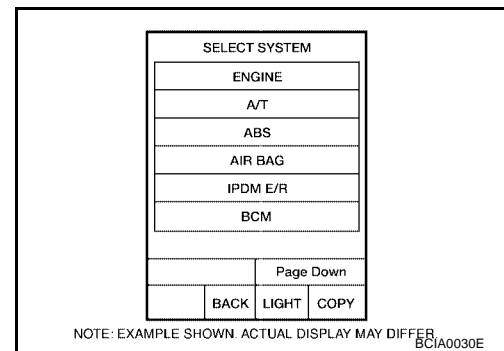 SELECT SYSTEM
ENGINE
A/T
ABS
AIR BAG
IPDM E/R
BCM
Page Down
BACK LIGHT COPY
NOTE: EXAMPLE SHOWN. ACTUAL DISPLAY MAY DIFFER.
BCIA0030E